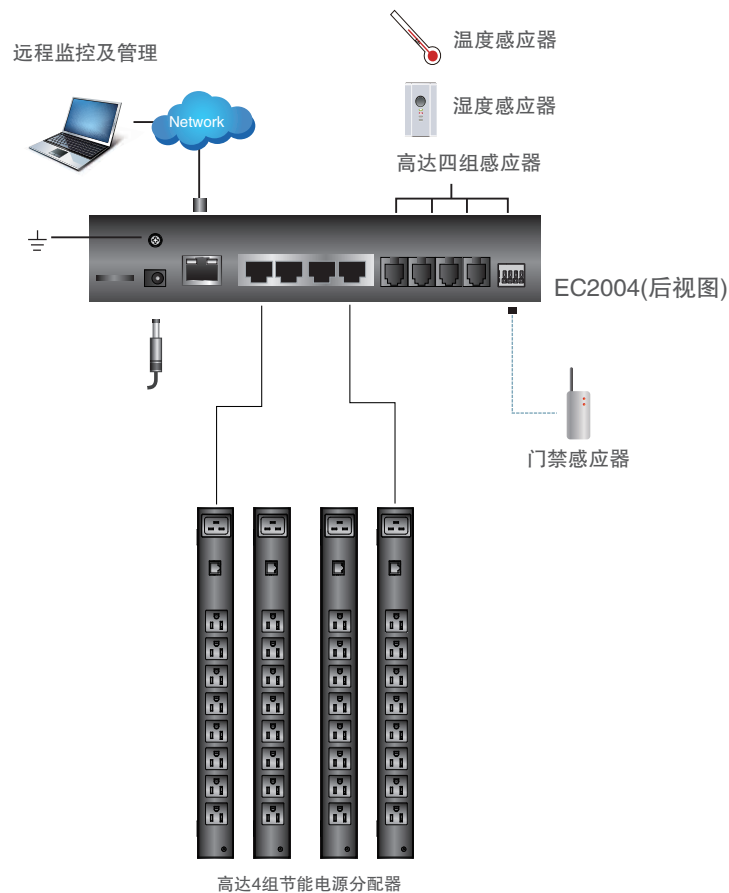 温度感应器
远程监控及管理
湿度感应器
Network
高达四组感应器
EC2004(后视图)
门禁感应器
高达4组节能电源分配器